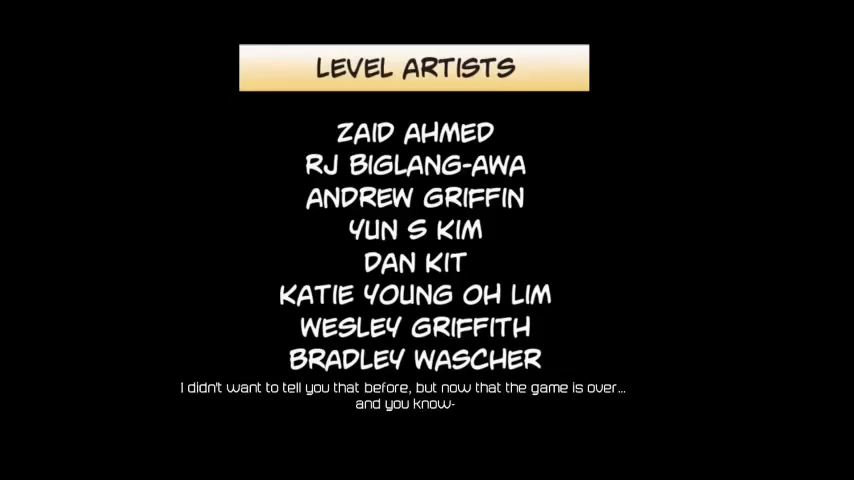 LEVEL ARTISTS
ZAID AHMED
RJ BIGLANG-AWA
ANDREW GRIFFIN
YUN S KIM
DAN KIT
KATIE YOUNG OH LIM
WESLEY GRIFFITH
BRADLEY WASCHER
I didn't want to tell you that before, but now that the game is over...
and you know-